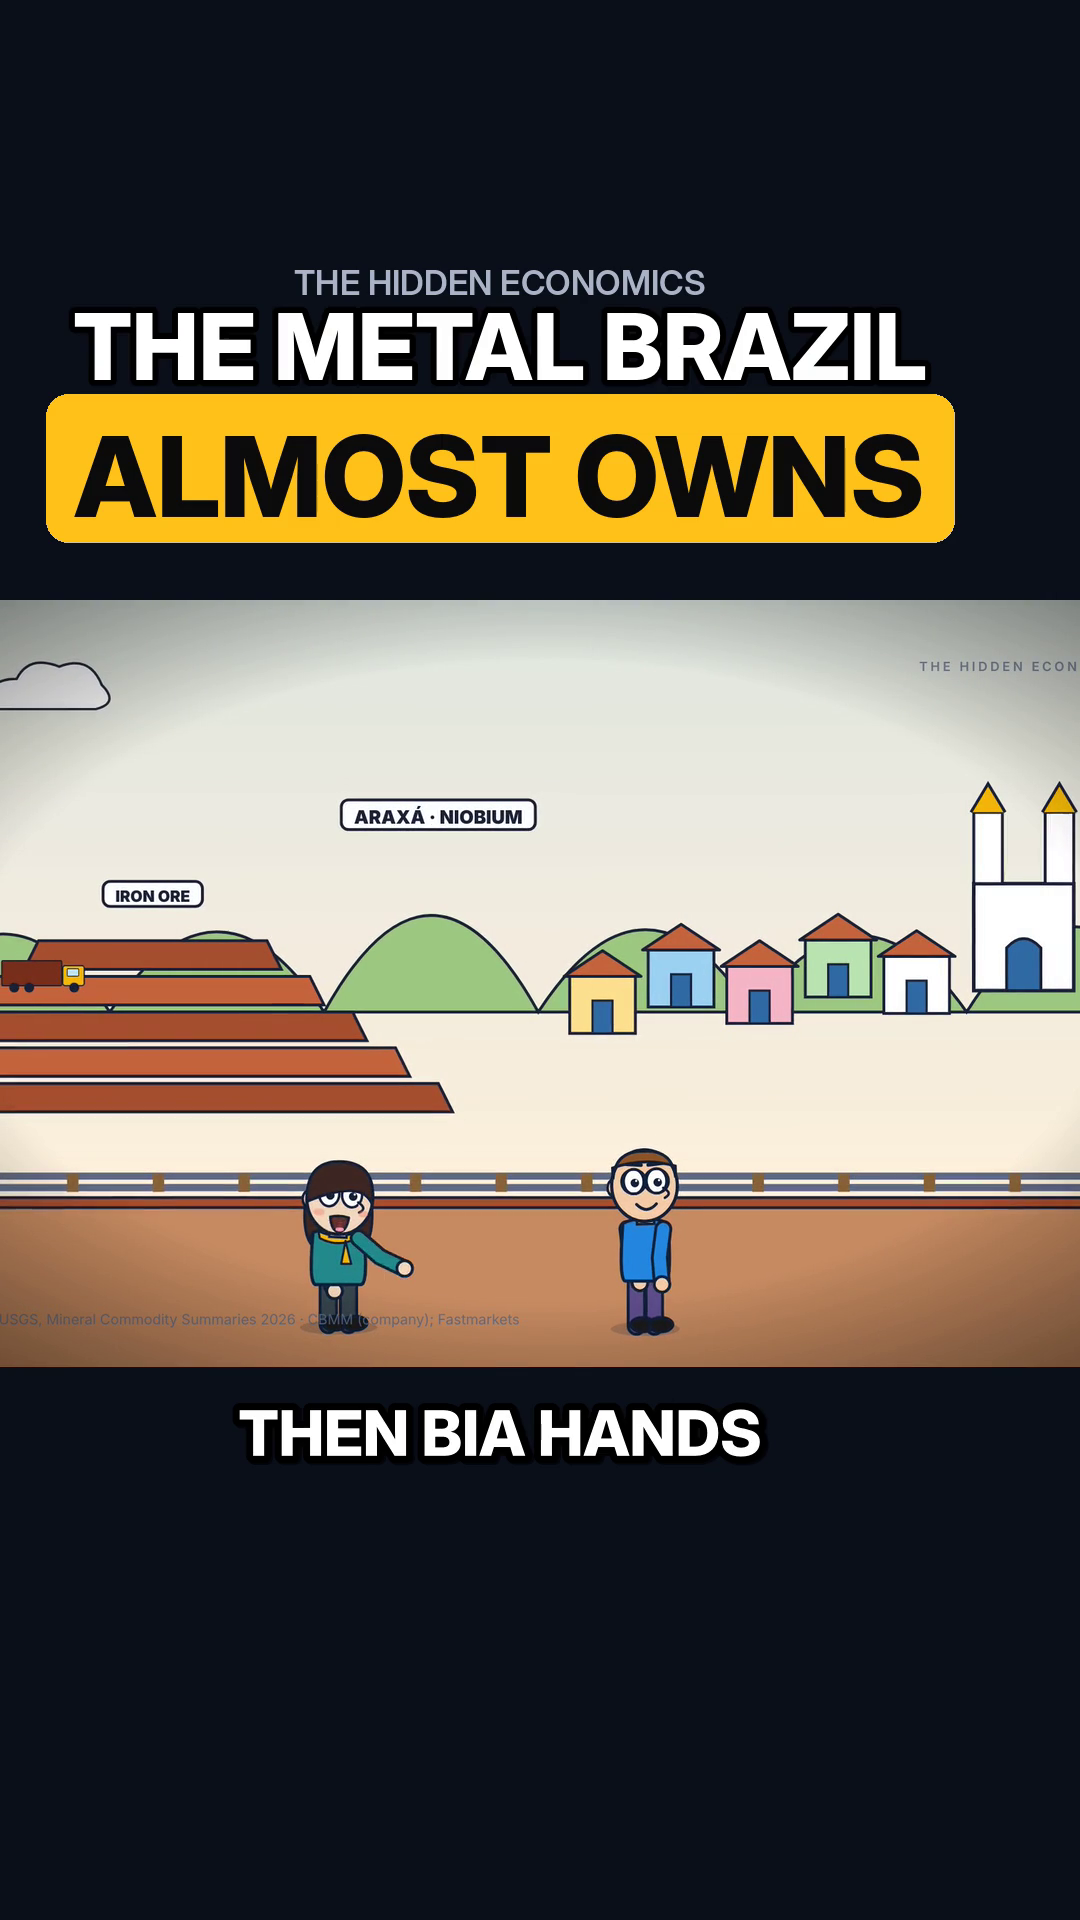 THE HIDDEN ECONOMICS
THE METAL BRAZIL
ALMOST OWNS
THE HIDDEN ECON
ARAXÁ · NIOBIUM
IRON ORE
USGS, Mineral Commodity Summaries 2026 · CBMM (company); Fastmarkets
THEN BIA HANDS